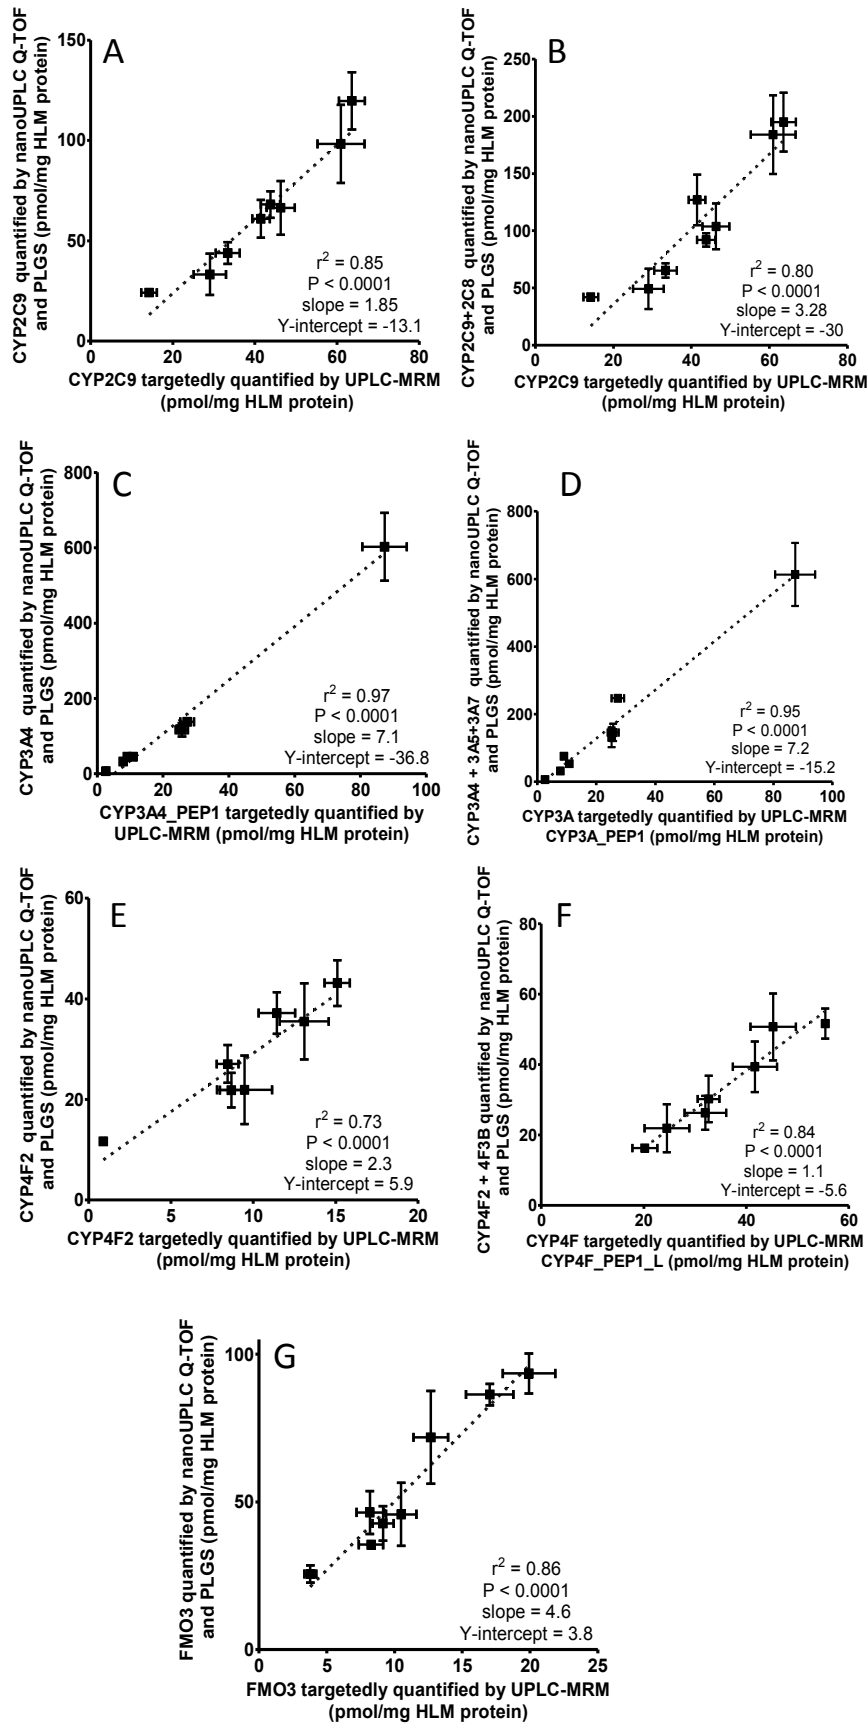 A
CYP2C9 quantified by nanoUPLC Q-TOF
and PLGS (pmol/mg HLM protein)
150
100
50
0
r² = 0.85
P < 0.0001
slope = 1.85
Y-intercept = -13.1
0 20 40 60 80
CYP2C9 targetedly quantified by UPLC-MRM
(pmol/mg HLM protein)
B
CYP2C9+2C8 quantified by nanoUPLC Q-TOF
and PLGS (pmol/mg HLM protein)
250
200
150
100
50
0
r² = 0.80
P < 0.0001
slope = 3.28
Y-intercept = -30
0 20 40 60 80
CYP2C9 targetedly quantified by UPLC-MRM
(pmol/mg HLM protein)
C
CYP3A4 quantified by nanoUPLC Q-TOF
and PLGS (pmol/mg HLM protein)
800
600
400
200
0
r² = 0.97
P < 0.0001
slope = 7.1
Y-intercept = -36.8
0 20 40 60 80 100
CYP3A4_PEP1 targetedly quantified by
UPLC-MRM (pmol/mg HLM protein)
D
CYP3A4 + 3A5+3A7 quantified by nanoUPLC Q-TOF
and PLGS (pmol/mg HLM protein)
800
600
400
200
0
r² = 0.95
P < 0.0001
slope = 7.2
Y-intercept = -15.2
0 20 40 60 80 100
CYP3A targetedly quantified by UPLC-MRM
CYP3A_PEP1 (pmol/mg HLM protein)
E
CYP4F2 quantified by nanoUPLC Q-TOF
and PLGS (pmol/mg HLM protein)
60
40
20
0
r² = 0.73
P < 0.0001
slope = 2.3
Y-intercept = 5.9
0 5 10 15 20
CYP4F2 targetedly quantified by UPLC-MRM
(pmol/mg HLM protein)
F
CYP4F2 + 4F3B quantified by nanoUPLC Q-TOF
and PLGS (pmol/mg HLM protein)
80
60
40
20
0
r² = 0.84
P < 0.0001
slope = 1.1
Y-intercept = -5.6
0 20 40 60
CYP4F targetedly quantified by UPLC-MRM
CYP4F_PEP1_L (pmol/mg HLM protein)
G
FMO3 quantified by nanoUPLC Q-TOF
and PLGS (pmol/mg HLM protein)
100
50
0
r² = 0.86
P < 0.0001
slope = 4.6
Y-intercept = 3.8
0 5 10 15 20 25
FMO3 targetedly quantified by UPLC-MRM
(pmol/mg HLM protein)